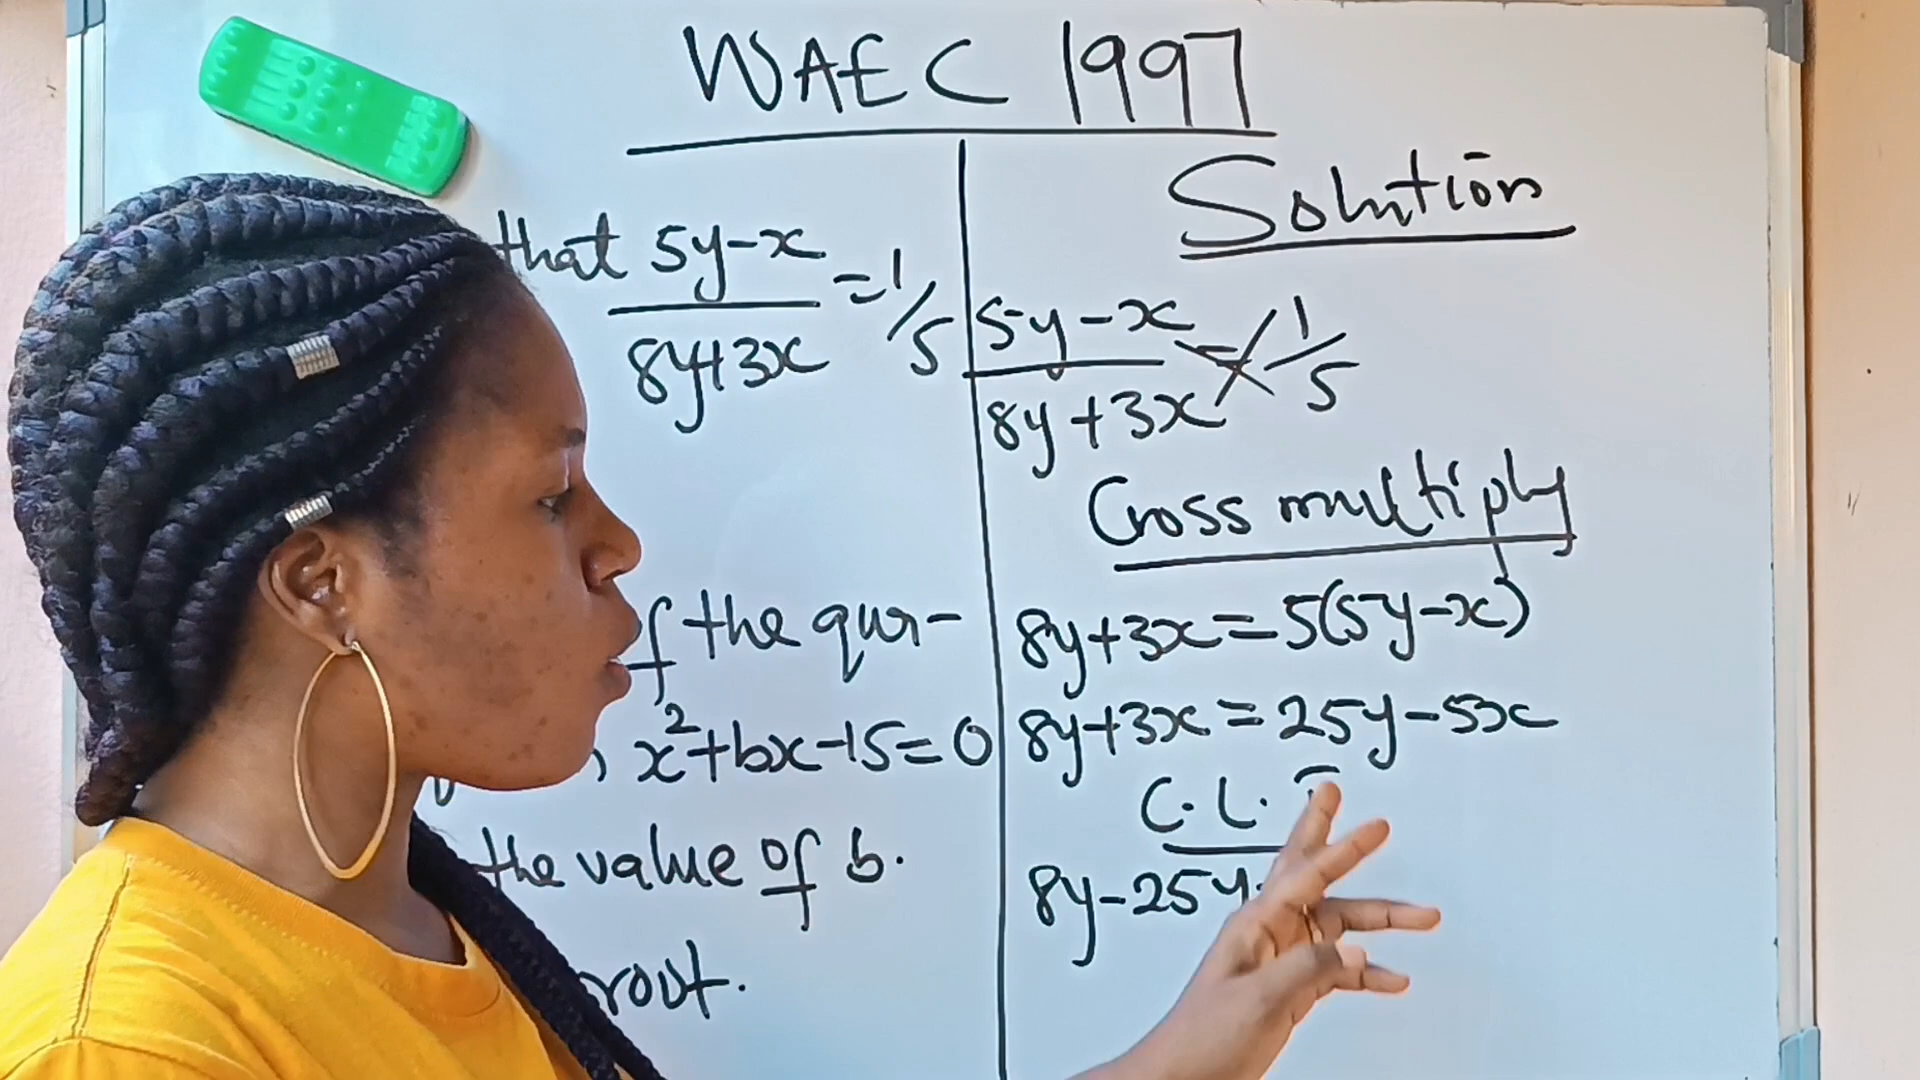 WAEC 1997
that 5y-x
=1/5
8y+3x
of the qua-
x²+bx-15=0
the value of b.
root.
Solution
5y-x = 1/5
8y+3x
Cross multiply
8y+3x=5(5y-x)
8y+3x=25y-5x
C.L.T
8y-25y